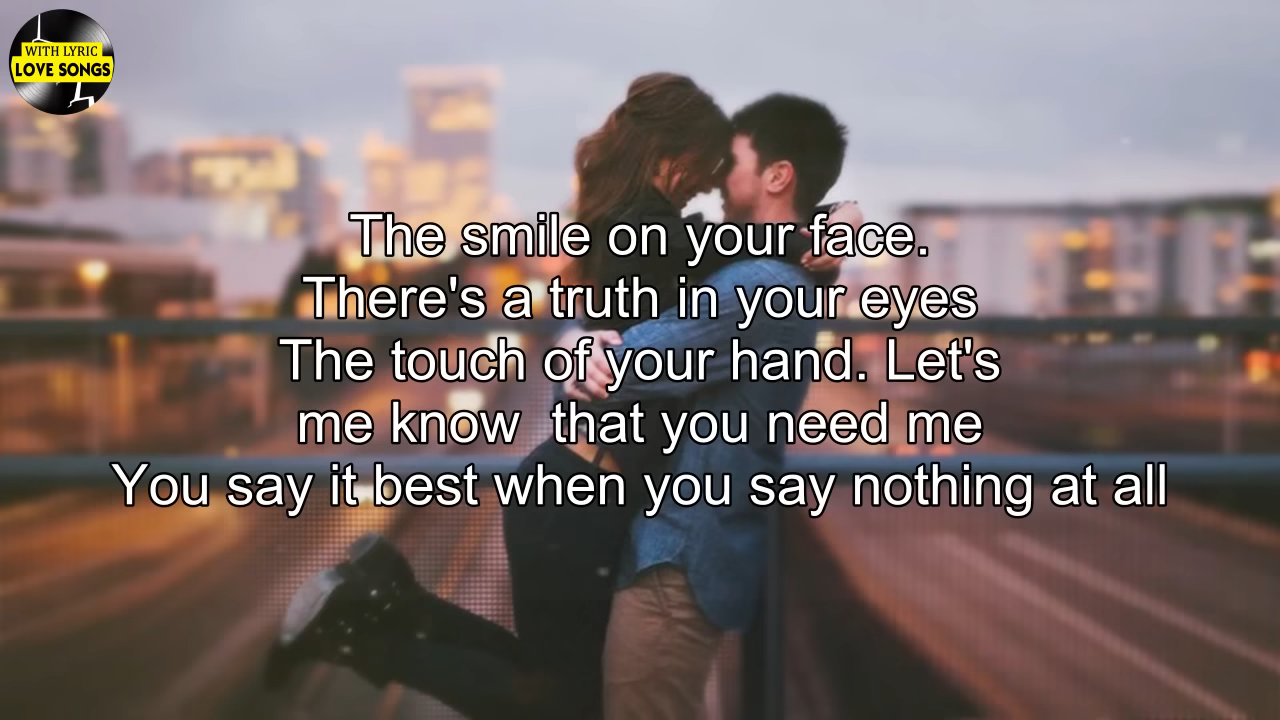 WITH LYRIC
LOVE SONGS
The smile on your face.
There's a truth in your eyes
The touch of your hand. Let's
me know  that you need me
You say it best when you say nothing at all